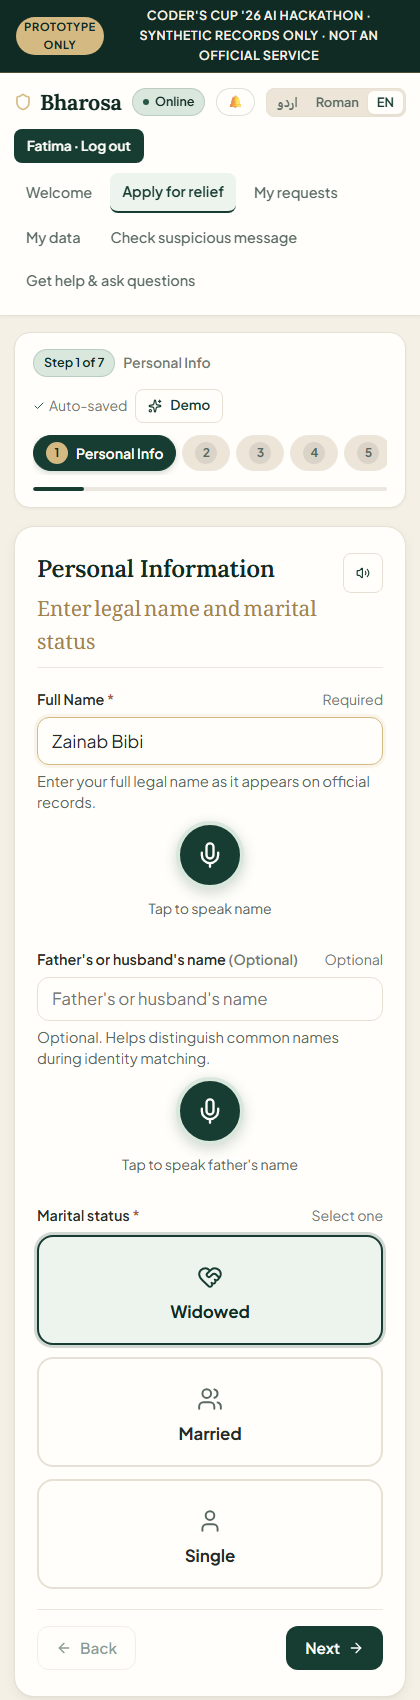 PROTOTYPE ONLY
CODER'S CUP '26 AI HACKATHON ·
SYNTHETIC RECORDS ONLY · NOT AN
OFFICIAL SERVICE
Bharosa
Online
اردو
Roman
EN
Fatima · Log out
Welcome
Apply for relief
My requests
My data
Check suspicious message
Get help & ask questions
Step 1 of 7
Personal Info
Auto-saved
Demo
1 Personal Info
2
3
4
5
Personal Information
Enter legal name and marital
status
Full Name *
Required
Zainab Bibi
Enter your full legal name as it appears on official
records.
Tap to speak name
Father's or husband's name (Optional)
Optional
Father's or husband's name
Optional. Helps distinguish common names
during identity matching.
Tap to speak father's name
Marital status *
Select one
Widowed
Married
Single
Back
Next